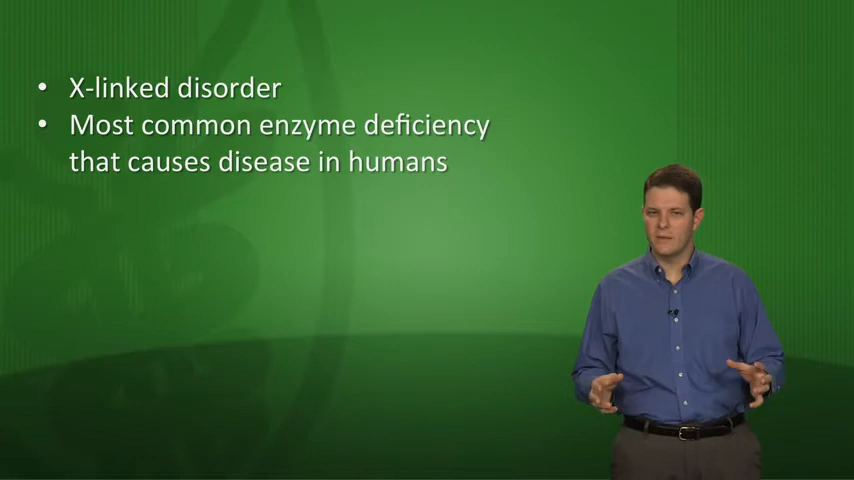 • X-linked disorder
• Most common enzyme deficiency
that causes disease in humans